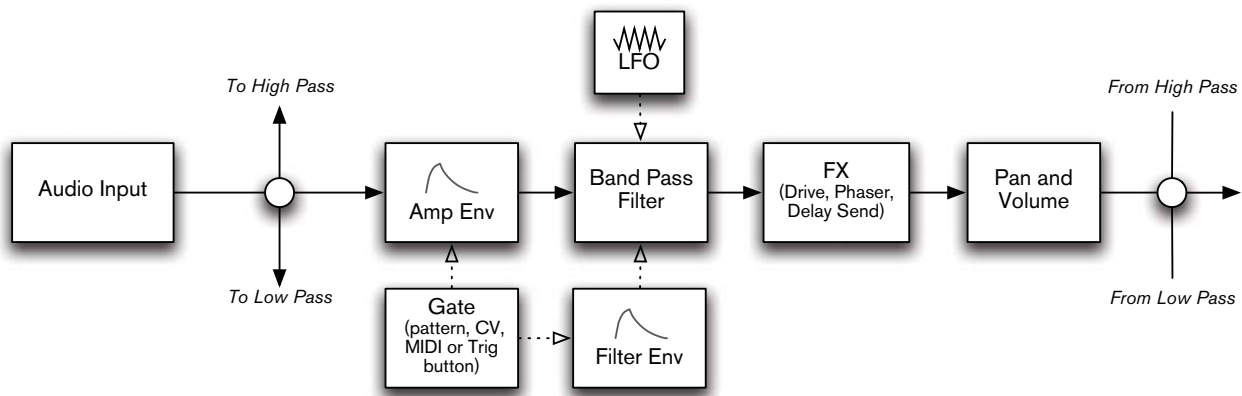 LFO
To High Pass
From High Pass
Audio Input
Amp Env
Band Pass
Filter
FX
(Drive, Phaser,
Delay Send)
Pan and
Volume
To Low Pass
From Low Pass
Gate
(pattern, CV,
MIDI or Trig
button)
Filter Env